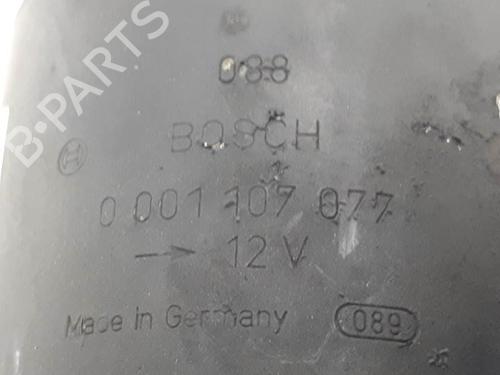 088
BOSCH
0 001 107 077
→ 12 V
Made in Germany 089
B-PARTS